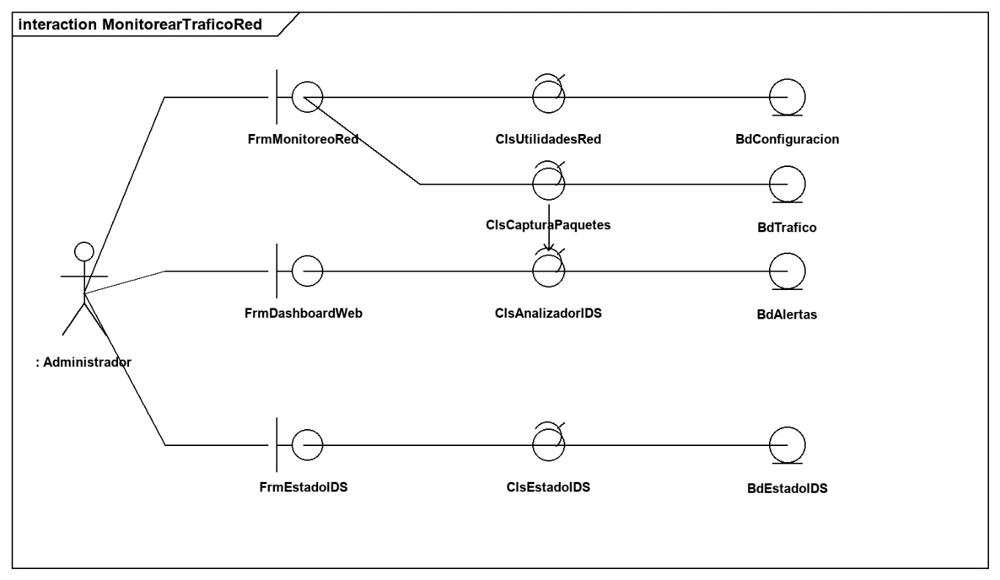 interaction MonitorearTraficoRed
FrmMonitoreoRed
ClsUtilidadesRed
BdConfiguracion
ClsCapturaPaquetes
BdTrafico
FrmDashboardWeb
ClsAnalizadorIDS
BdAlertas
: Administrador
FrmEstadoIDS
ClsEstadoIDS
BdEstadoIDS